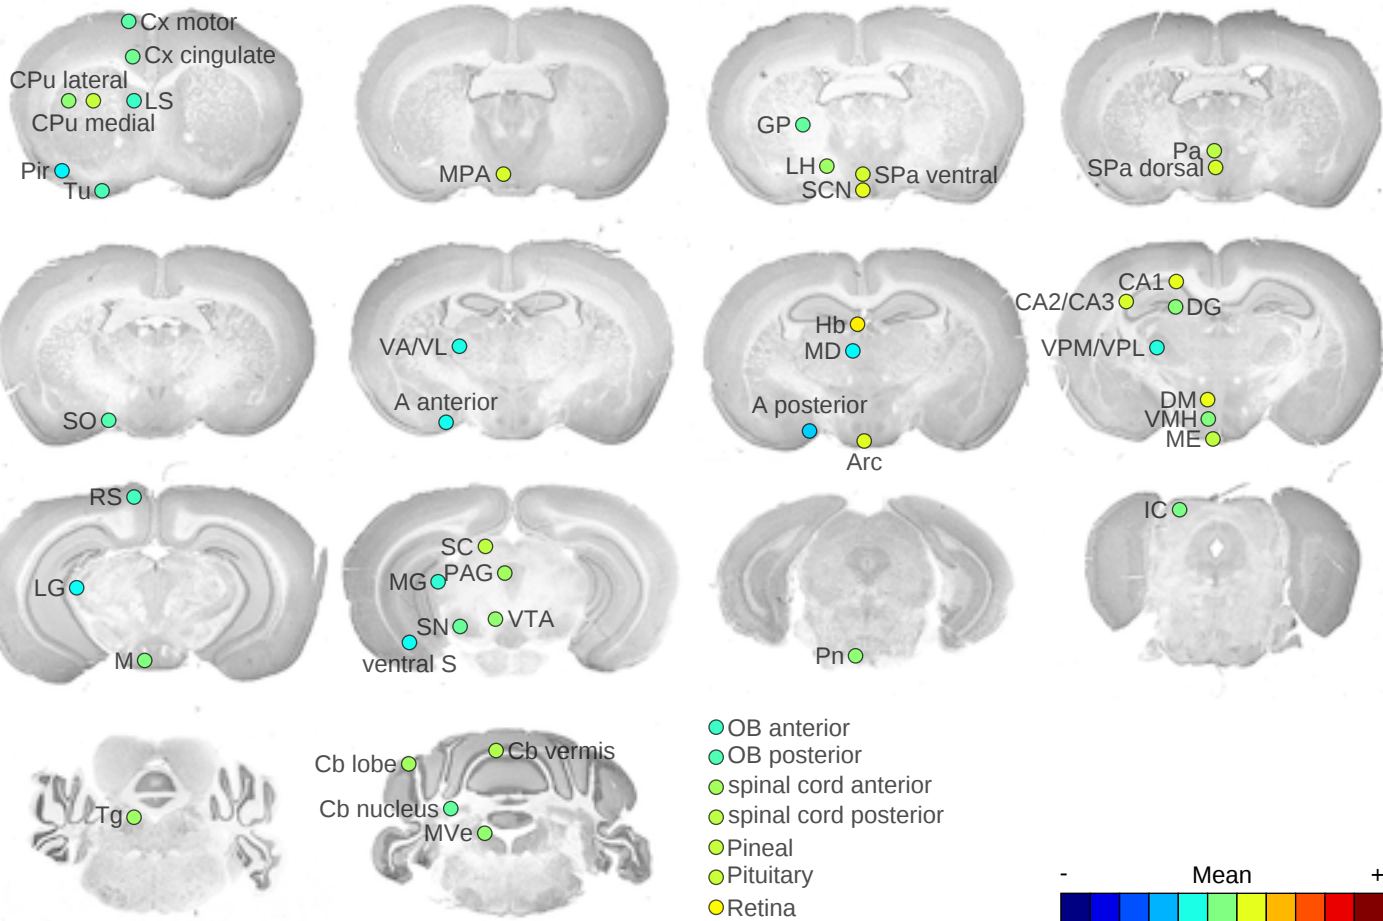 Cx motor
Cx cingulate
CPu lateral
LS
CPu medial
Pir
Tu
MPA
GP
LH
SPa ventral
SCN
Pa
SPa dorsal
SO
VA/VL
A anterior
Hb
MD
A posterior
Arc
CA1
CA2/CA3
DG
VPM/VPL
DM
VMH
ME
RS
LG
M
SC
PAG
MG
VTA
SN
ventral S
Pn
IC
Tg
Cb vermis
Cb lobe
Cb nucleus
MVe
OB anterior
OB posterior
spinal cord anterior
spinal cord posterior
Pineal
Pituitary
Retina
- Mean +